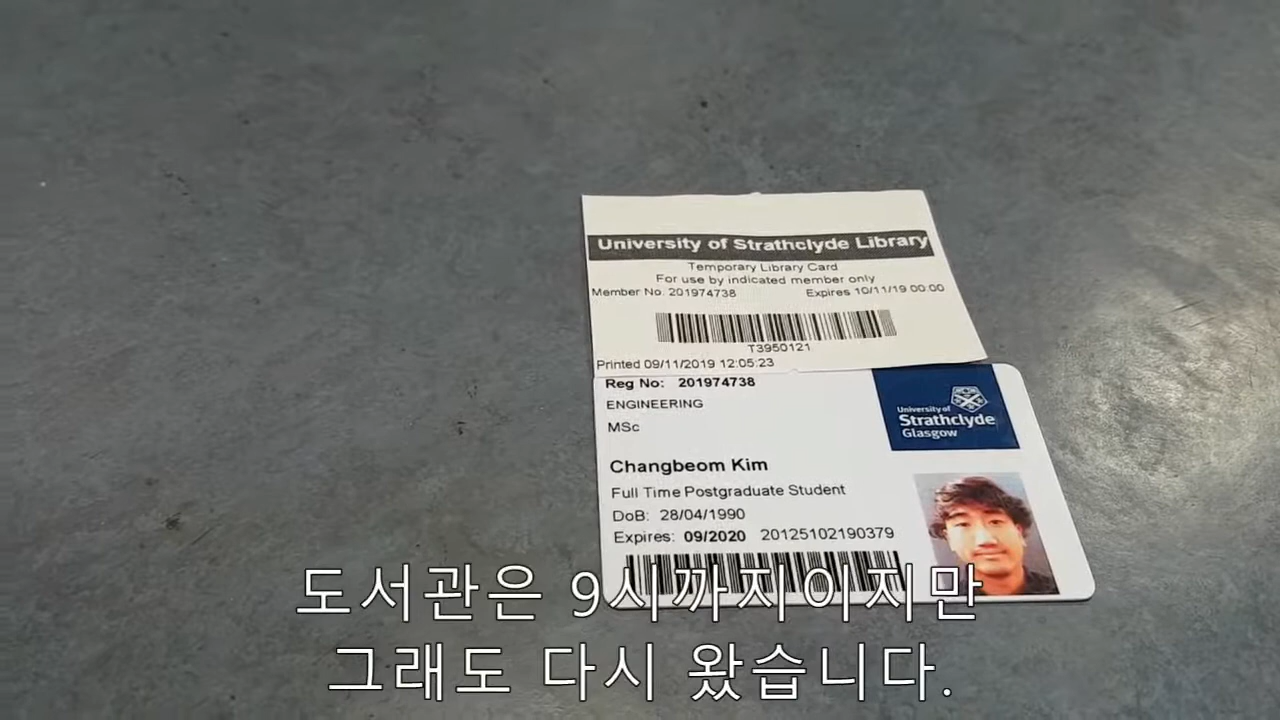 University of Strathclyde Library
Temporary Library Card
For use by indicated member only
Member No. 201974738 Expires 10/11/19 00:00
T3950121
Printed 09/11/2019 12:05:23
Reg No: 201974738
ENGINEERING
MSc
University of
Strathclyde
Glasgow
Changbeom Kim
Full Time Postgraduate Student
DoB: 28/04/1990
Expires: 09/2020 20125102190379
도서관은 9시까지이지만
그래도 다시 왔습니다.